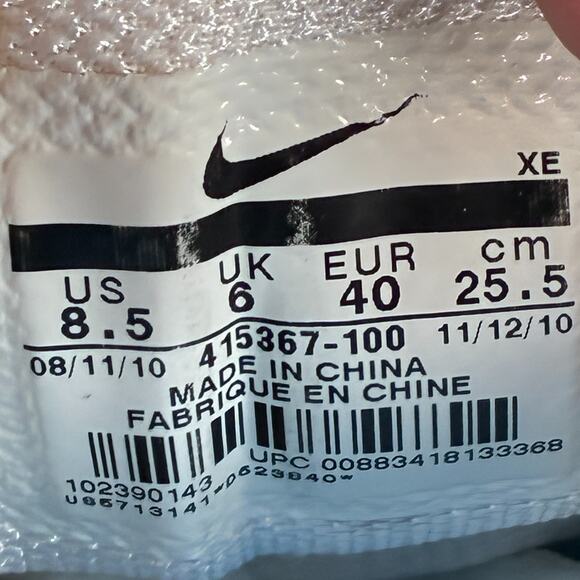 XE
US UK EUR cm
8.5 6 40 25.5
08/11/10 415367-100 11/12/10
MADE IN CHINA
FABRIQUE EN CHINE
UPC 00883418133368
102390143